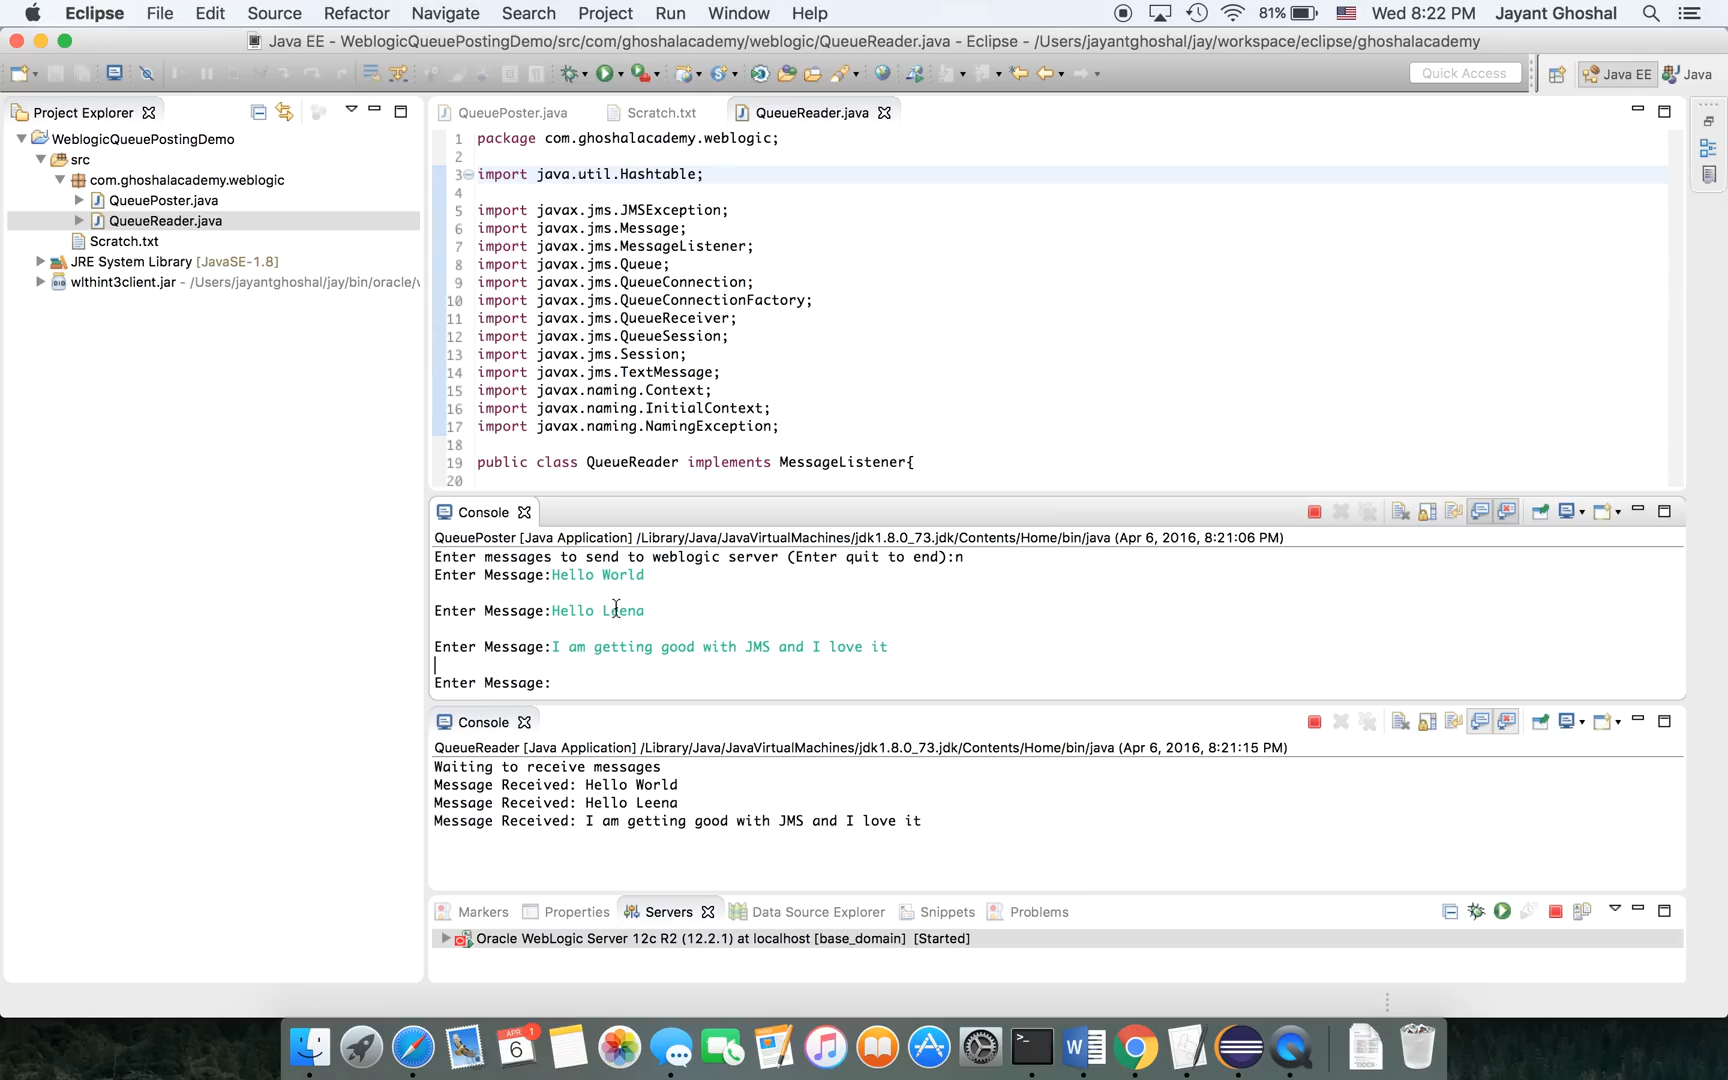 Eclipse File Edit Source Refactor Navigate Search Project Run Window Help 81% Wed 8:22 PM Jayant Ghoshal
Java EE - WeblogicQueuePostingDemo/src/com/ghoshalacademy/weblogic/QueueReader.java - Eclipse - /Users/jayantghoshal/jay/workspace/eclipse/ghoshalacademy
Quick Access Java EE Java
Project Explorer
WeblogicQueuePostingDemo
src
com.ghoshalacademy.weblogic
QueuePoster.java
QueueReader.java
Scratch.txt
JRE System Library [JavaSE-1.8]
wlthint3client.jar - /Users/jayantghoshal/jay/bin/oracle/
QueuePoster.java Scratch.txt QueueReader.java
1 package com.ghoshalacademy.weblogic;
2
3 import java.util.Hashtable;
4
5 import javax.jms.JMSException;
6 import javax.jms.Message;
7 import javax.jms.MessageListener;
8 import javax.jms.Queue;
9 import javax.jms.QueueConnection;
10 import javax.jms.QueueConnectionFactory;
11 import javax.jms.QueueReceiver;
12 import javax.jms.QueueSession;
13 import javax.jms.Session;
14 import javax.jms.TextMessage;
15 import javax.naming.Context;
16 import javax.naming.InitialContext;
17 import javax.naming.NamingException;
18
19 public class QueueReader implements MessageListener{
20
Console
QueuePoster [Java Application] /Library/Java/JavaVirtualMachines/jdk1.8.0_73.jdk/Contents/Home/bin/java (Apr 6, 2016, 8:21:06 PM)
Enter messages to send to weblogic server (Enter quit to end):n
Enter Message:Hello World
Enter Message:Hello Leena
Enter Message:I am getting good with JMS and I love it
Enter Message:
Console
QueueReader [Java Application] /Library/Java/JavaVirtualMachines/jdk1.8.0_73.jdk/Contents/Home/bin/java (Apr 6, 2016, 8:21:15 PM)
Waiting to receive messages
Message Received: Hello World
Message Received: Hello Leena
Message Received: I am getting good with JMS and I love it
Markers Properties Servers Data Source Explorer Snippets Problems
Oracle WebLogic Server 12c R2 (12.2.1) at localhost [base_domain] [Started]
APR 1
6
W